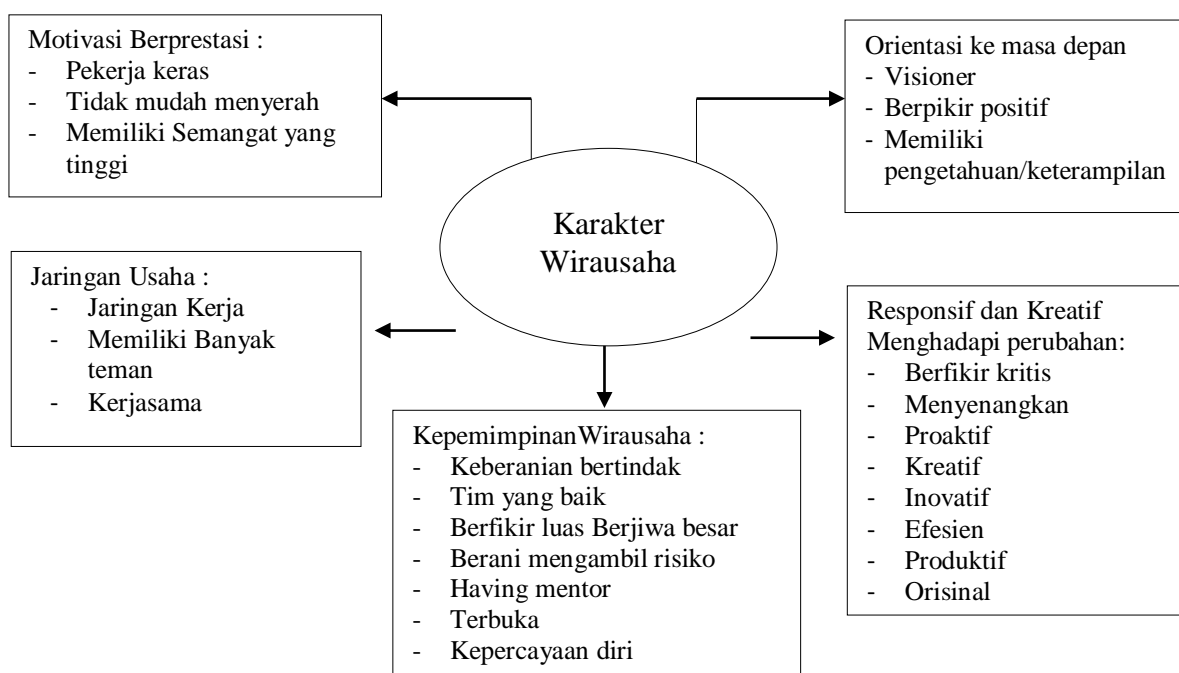 Motivasi Berprestasi :
- Pekerja keras
- Tidak mudah menyerah
- Memiliki Semangat yang
tinggi
Orientasi ke masa depan
- Visioner
- Berpikir positif
- Memiliki
pengetahuan/keterampilan
Karakter
Wirausaha
Jaringan Usaha :
- Jaringan Kerja
- Memiliki Banyak
teman
- Kerjasama
Responsif dan Kreatif
Menghadapi perubahan:
- Berfikir kritis
- Menyenangkan
- Proaktif
- Kreatif
- Inovatif
- Efesien
- Produktif
- Orisinal
KepemimpinanWirausaha :
- Keberanian bertindak
- Tim yang baik
- Berfikir luas Berjiwa besar
- Berani mengambil risiko
- Having mentor
- Terbuka
- Kepercayaan diri